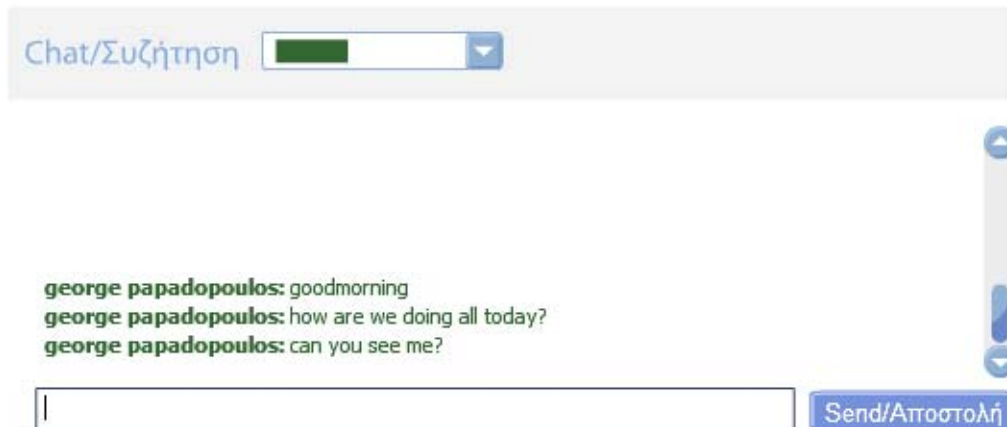 Chat/Συζήτηση
george papadopoulos: goodmorning
george papadopoulos: how are we doing all today?
george papadopoulos: can you see me?
Send/Αποστολή